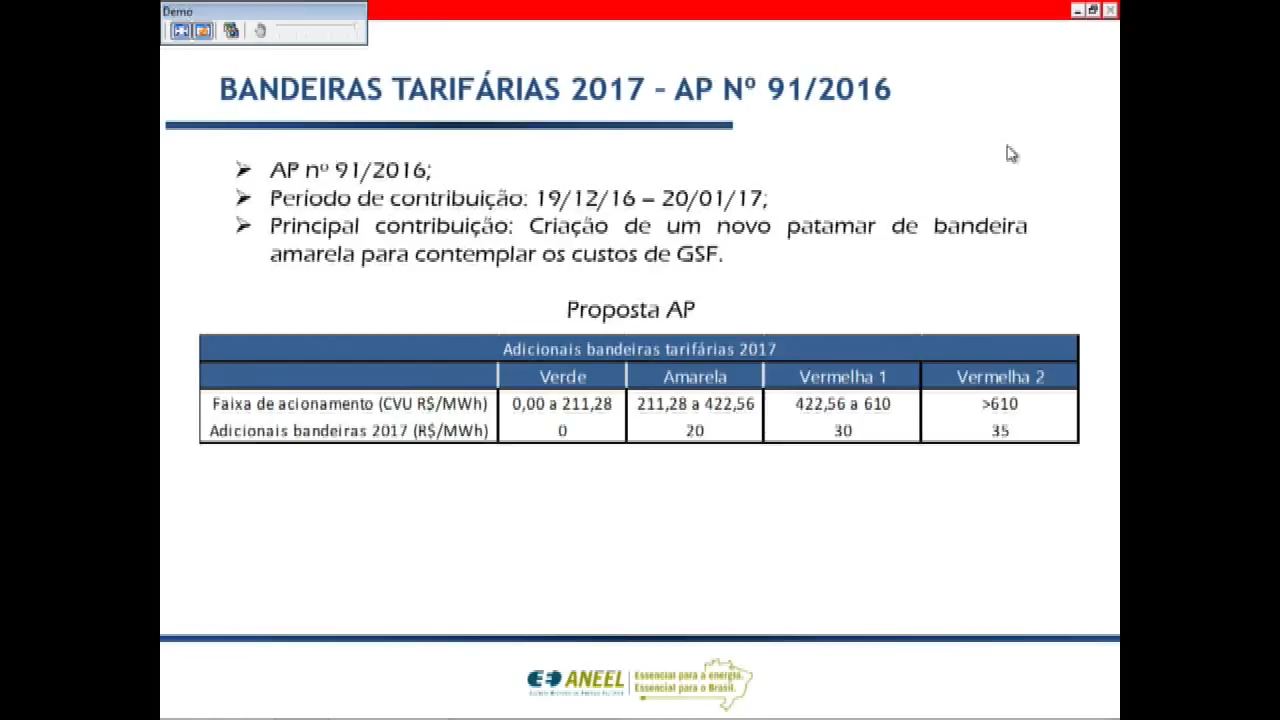 Demo
BANDEIRAS TARIFÁRIAS 2017 – AP Nº 91/2016
AP nº 91/2016;
Período de contribuição: 19/12/16 – 20/01/17;
Principal contribuição: Criação de um novo patamar de bandeira
amarela para contemplar os custos de GSF.
Proposta AP
Adicionais bandeiras tarifárias 2017
Verde Amarela Vermelha 1 Vermelha 2
Faixa de acionamento (CVU R$/MWh) 0,00 a 211,28 211,28 a 422,56 422,56 a 610 >610
Adicionais bandeiras 2017 (R$/MWh) 0 20 30 35
ANEEL
Essencial para a energia.
Essencial para o Brasil.